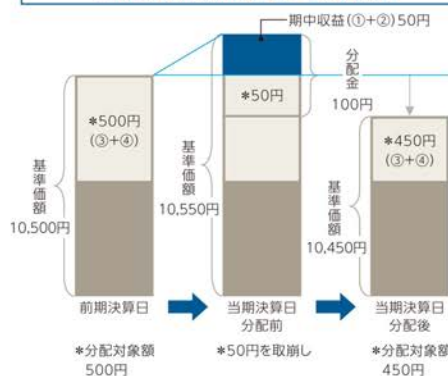 期中収益(①+②)50円
分配金
100円
*500円
(③+④)
*50円
*450円
(③+④)
基準価額
10,500円
基準価額
10,550円
基準価額
10,450円
前期決算日
当期決算日
分配前
当期決算日
分配後
*分配対象額
500円
*50円を取崩し
*分配対象額
450円